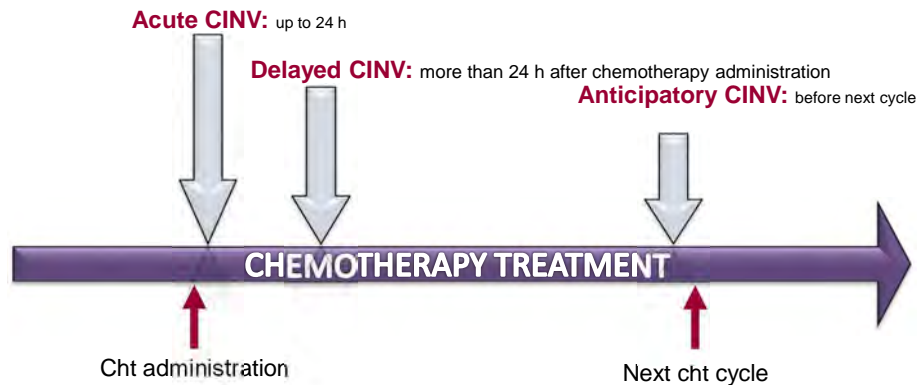 Acute CINV: up to 24 h
Delayed CINV: more than 24 h after chemotherapy administration
Anticipatory CINV: before next cycle
CHEMOTHERAPY TREATMENT
Cht administration
Next cht cycle